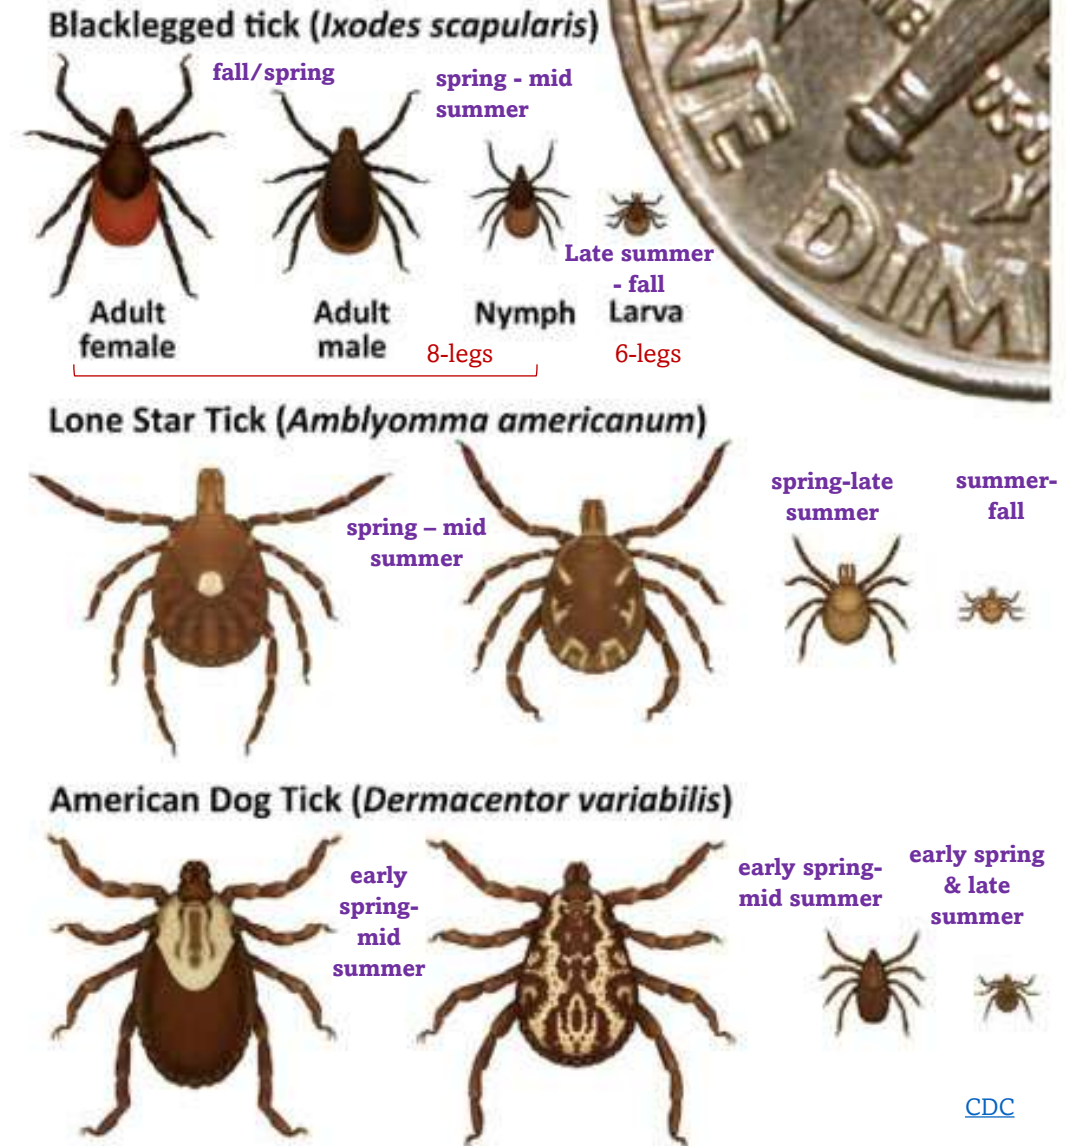 Blacklegged tick (Ixodes scapularis)
fall/spring
spring - mid
summer
Late summer
- fall
Adult
female
Adult
male
Nymph
Larva
8-legs
6-legs
NE
DIM
Lone Star Tick (Amblyomma americanum)
spring – mid
summer
spring-late
summer
summer-
fall
American Dog Tick (Dermacentor variabilis)
early
spring-
mid
summer
early spring-
mid summer
early spring
& late
summer
CDC